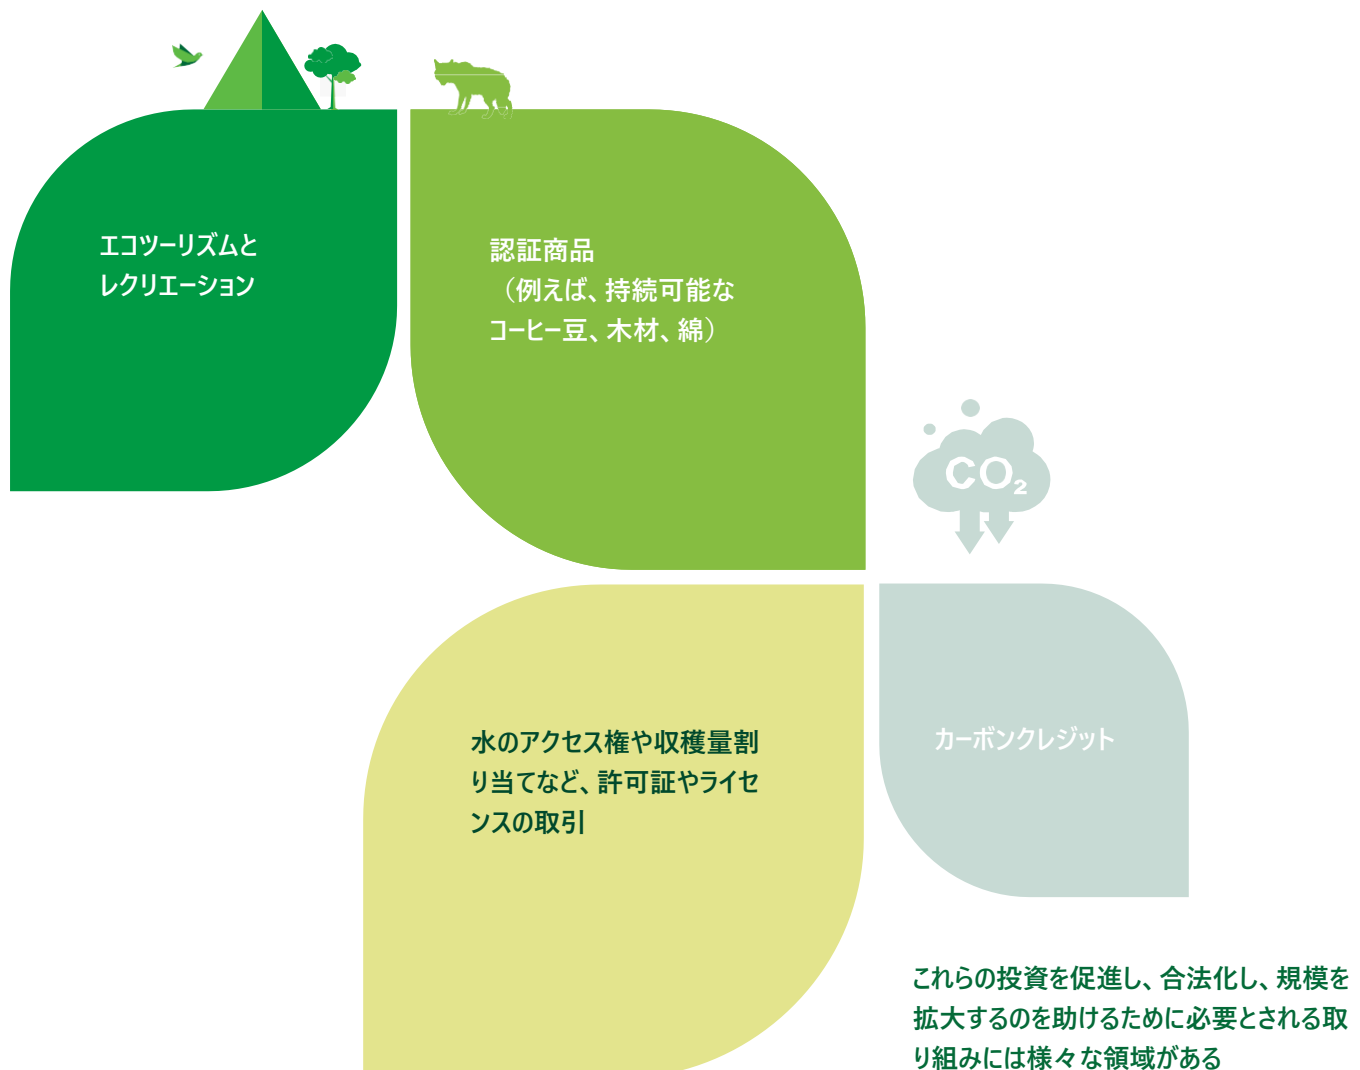 エコツーリズムと
レクリエーション
認証商品
（例えば、持続可能な
コーヒー豆、木材、綿）
CO₂
水のアクセス権や収穫量割
り当てなど、許可証やライセ
ンスの取引
カーボンクレジット
これらの投資を促進し、合法化し、規模を
拡大するのを助けるために必要とされる取
り組みには様々な領域がある